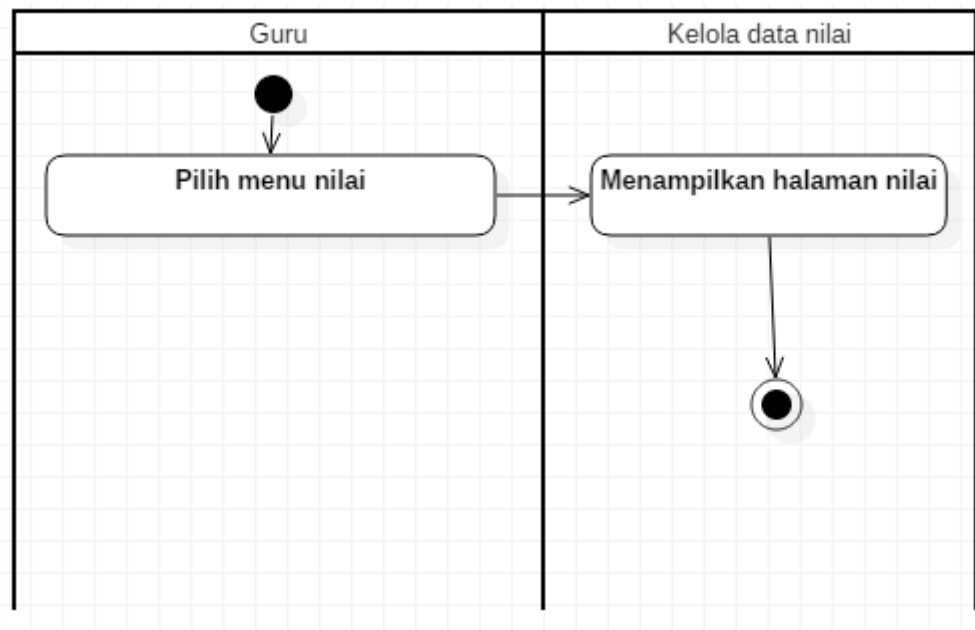 Guru
Kelola data nilai
Pilih menu nilai
Menampilkan halaman nilai